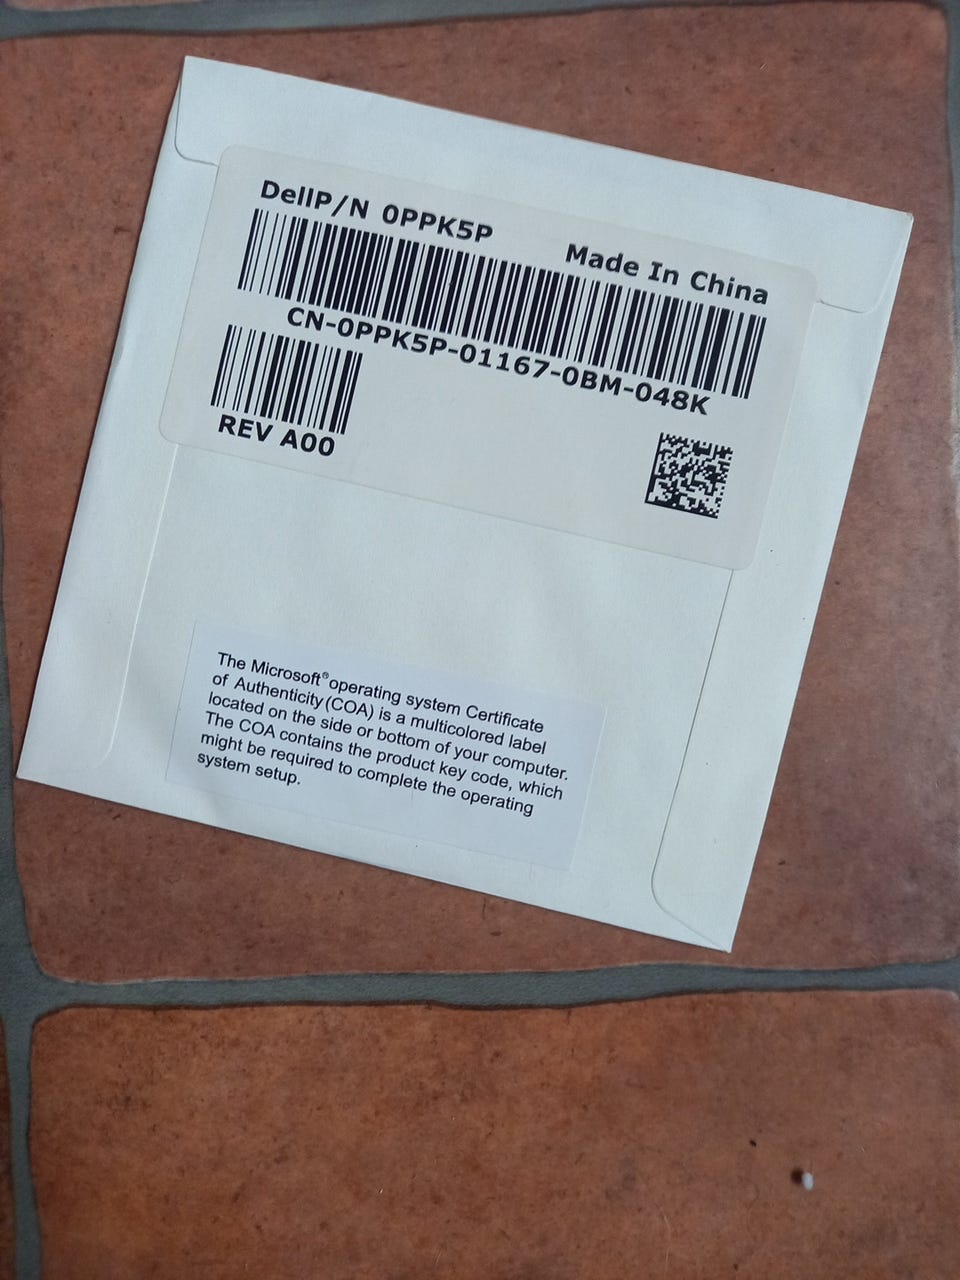 DellP/N 0PPK5P
Made In China
CN-0PPK5P-01167-0BM-048K
REV A00
The Microsoft® operating system Certificate
of Authenticity (COA) is a multicolored label
located on the side or bottom of your computer.
The COA contains the product key code, which
might be required to complete the operating
system setup.